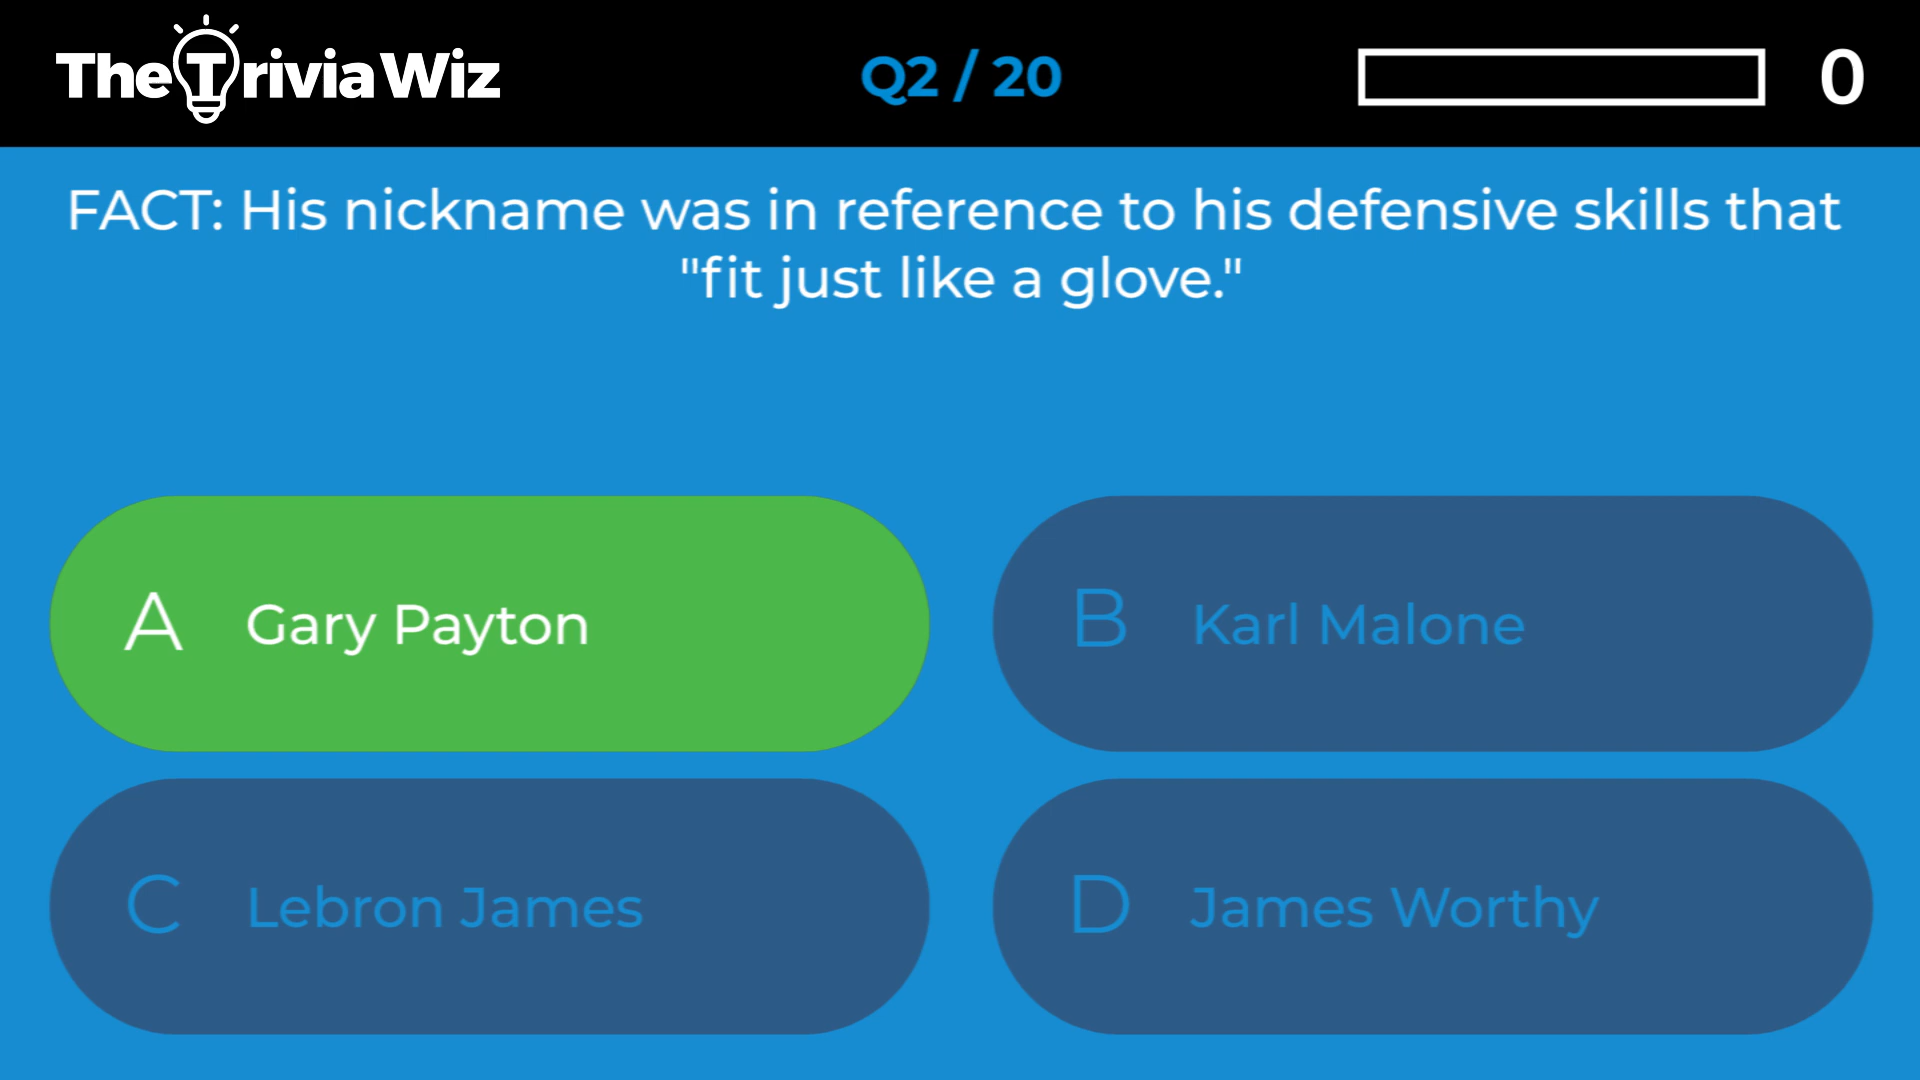 TheTriviaWiz
Q2 / 20
0
FACT: His nickname was in reference to his defensive skills that
"fit just like a glove."
A Gary Payton
B Karl Malone
C Lebron James
D James Worthy